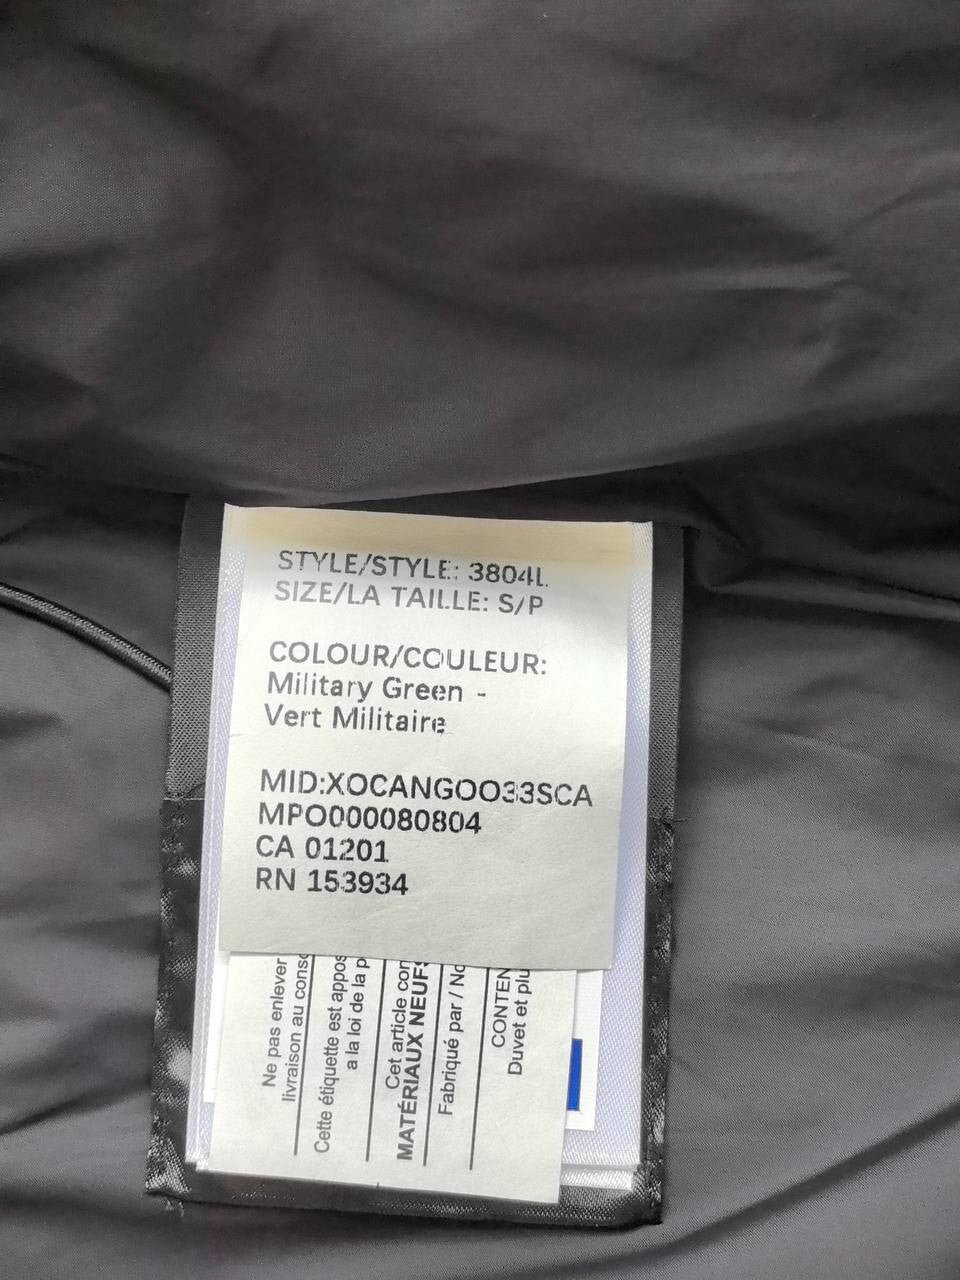 STYLE/STYLE: 3804L
SIZE/LA TAILLE: S/P
COLOUR/COULEUR:
Military Green -
Vert Militaire
MID:XOCANGOO33SCA
MPO000080804
CA 01201
RN 153934
Ne pas enlever
livraison au conso
Cette étiquette est appos
a la loi de la p
Cet article con
MATÉRIAUX NEUFS
Fabriqué par / No
CONTEN
Duvet et plu